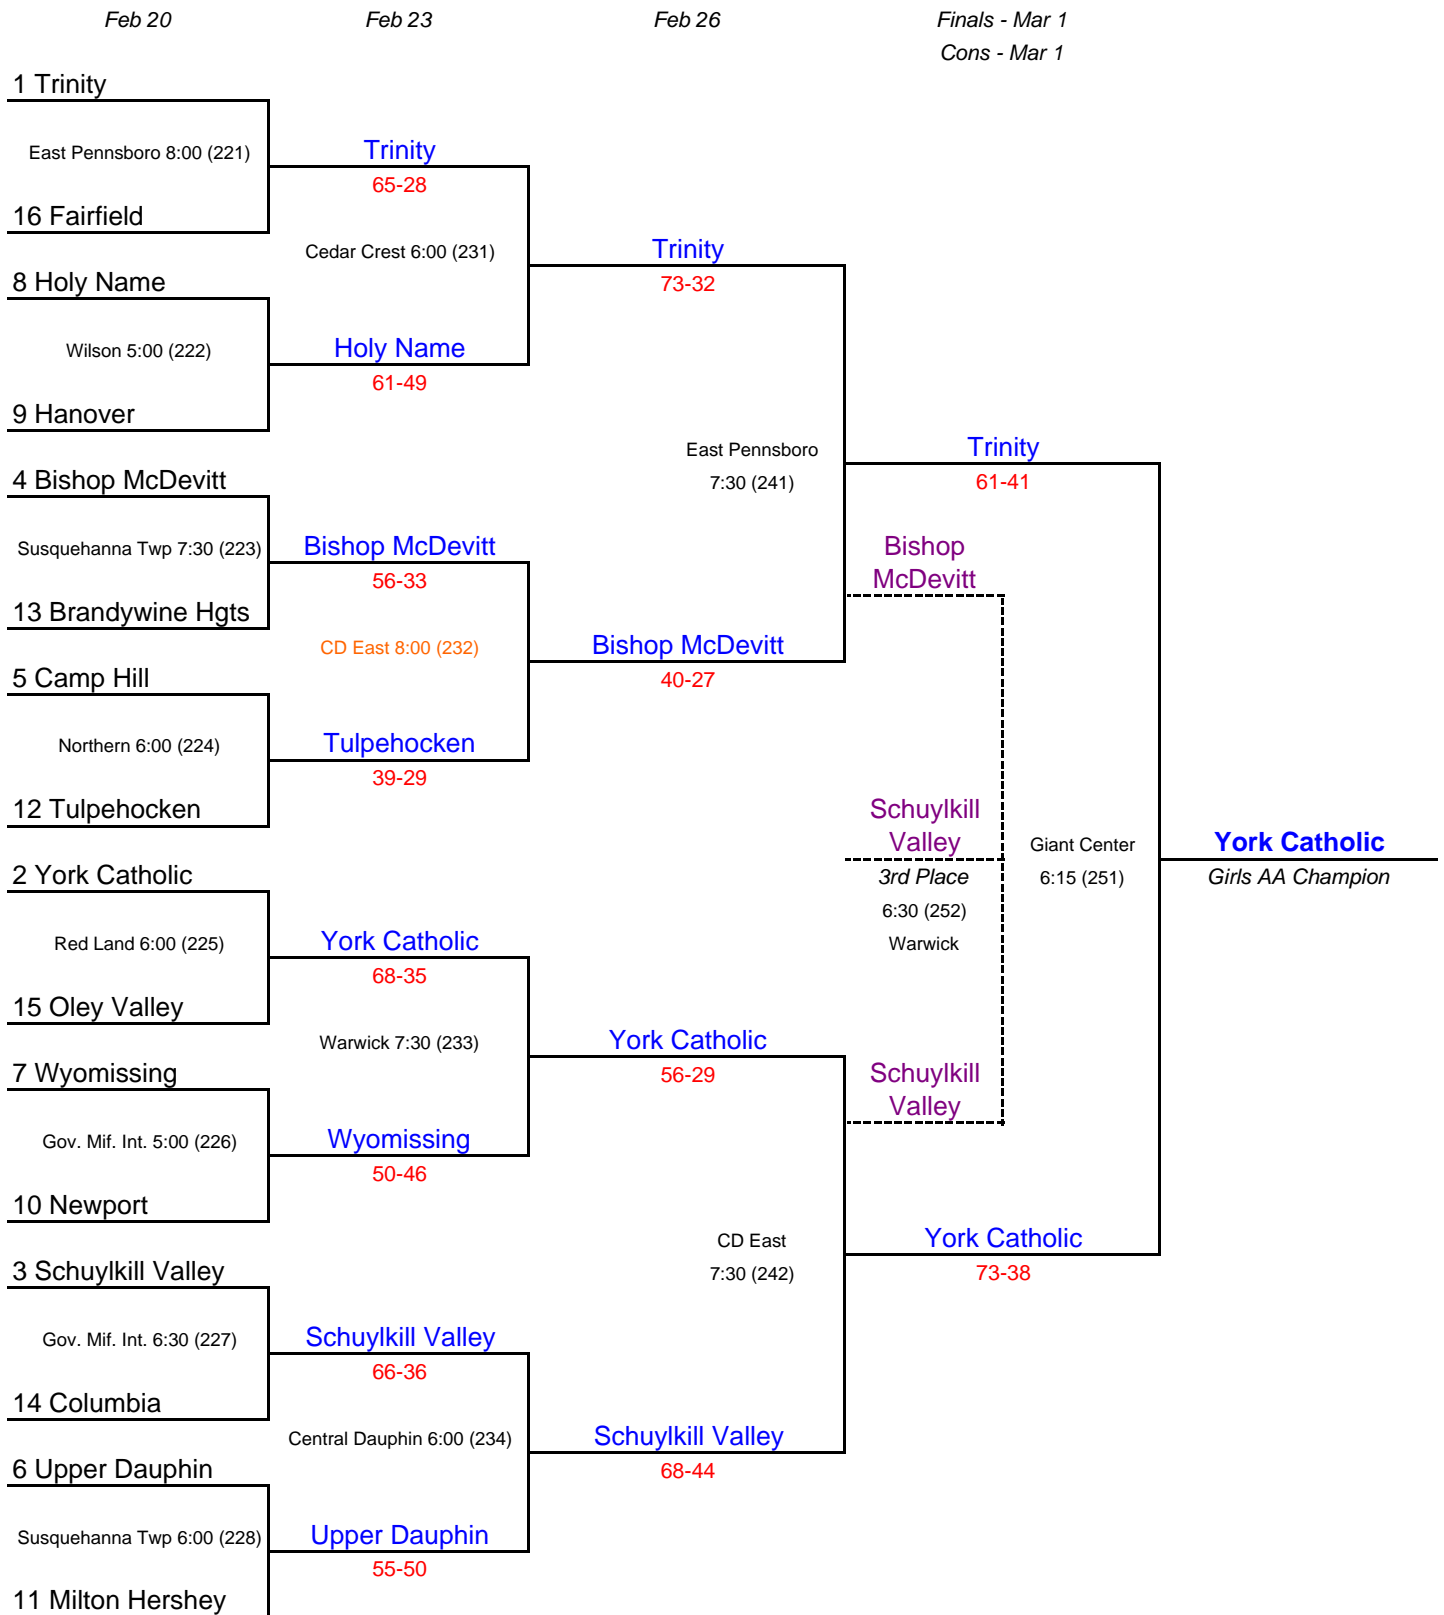 Feb 20
Feb 23
Feb 26
Finals - Mar 1
Cons - Mar 1
1 Trinity
East Pennsboro 8:00 (221)
Trinity
65-28
16 Fairfield
Cedar Crest 6:00 (231)
Trinity
73-32
8 Holy Name
Wilson 5:00 (222)
Holy Name
61-49
9 Hanover
East Pennsboro
7:30 (241)
Trinity
61-41
4 Bishop McDevitt
Susquehanna Twp 7:30 (223)
Bishop McDevitt
56-33
Bishop
McDevitt
13 Brandywine Hgts
CD East 8:00 (232)
Bishop McDevitt
40-27
5 Camp Hill
Northern 6:00 (224)
Tulpehocken
39-29
12 Tulpehocken
Schuylkill
Valley
3rd Place
6:30 (252)
Warwick
Giant Center
6:15 (251)
York Catholic
Girls AA Champion
2 York Catholic
Red Land 6:00 (225)
York Catholic
68-35
15 Oley Valley
Warwick 7:30 (233)
York Catholic
56-29
Schuylkill
Valley
7 Wyomissing
Gov. Mif. Int. 5:00 (226)
Wyomissing
50-46
10 Newport
CD East
7:30 (242)
York Catholic
73-38
3 Schuylkill Valley
Gov. Mif. Int. 6:30 (227)
Schuylkill Valley
66-36
14 Columbia
Central Dauphin 6:00 (234)
Schuylkill Valley
68-44
6 Upper Dauphin
Susquehanna Twp 6:00 (228)
Upper Dauphin
55-50
11 Milton Hershey